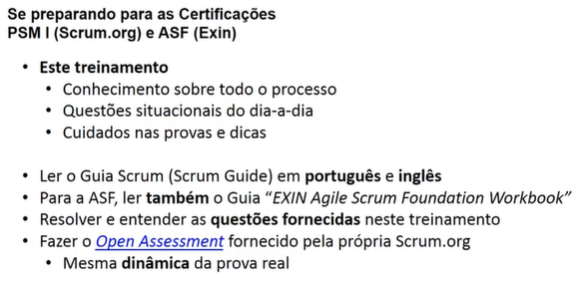 Se preparando para as Certificações
PSM I (Scrum.org) e ASF (Exin)
• Este treinamento
• Conhecimento sobre todo o processo
• Questões situacionais do dia-a-dia
• Cuidados nas provas e dicas
• Ler o Guia Scrum (Scrum Guide) em português e inglês
• Para a ASF, ler também o Guia “EXIN Agile Scrum Foundation Workbook”
• Resolver e entender as questões fornecidas neste treinamento
• Fazer o Open Assessment fornecido pela própria Scrum.org
• Mesma dinâmica da prova real